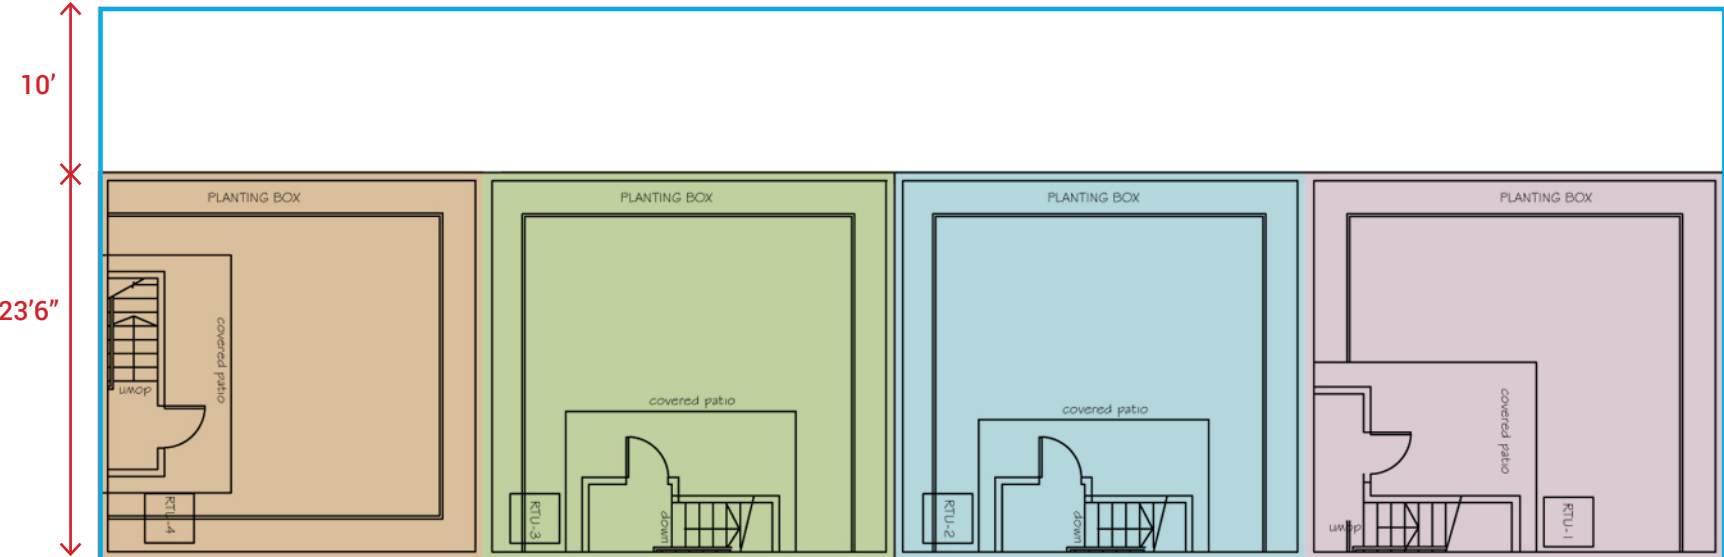 10’
PLANTING BOX
PLANTING BOX
PLANTING BOX
PLANTING BOX
23’6”
covered patio
down
RTU-4
covered patio
RTU-3
down
covered patio
RTU-2
down
covered patio
down
RTU-1